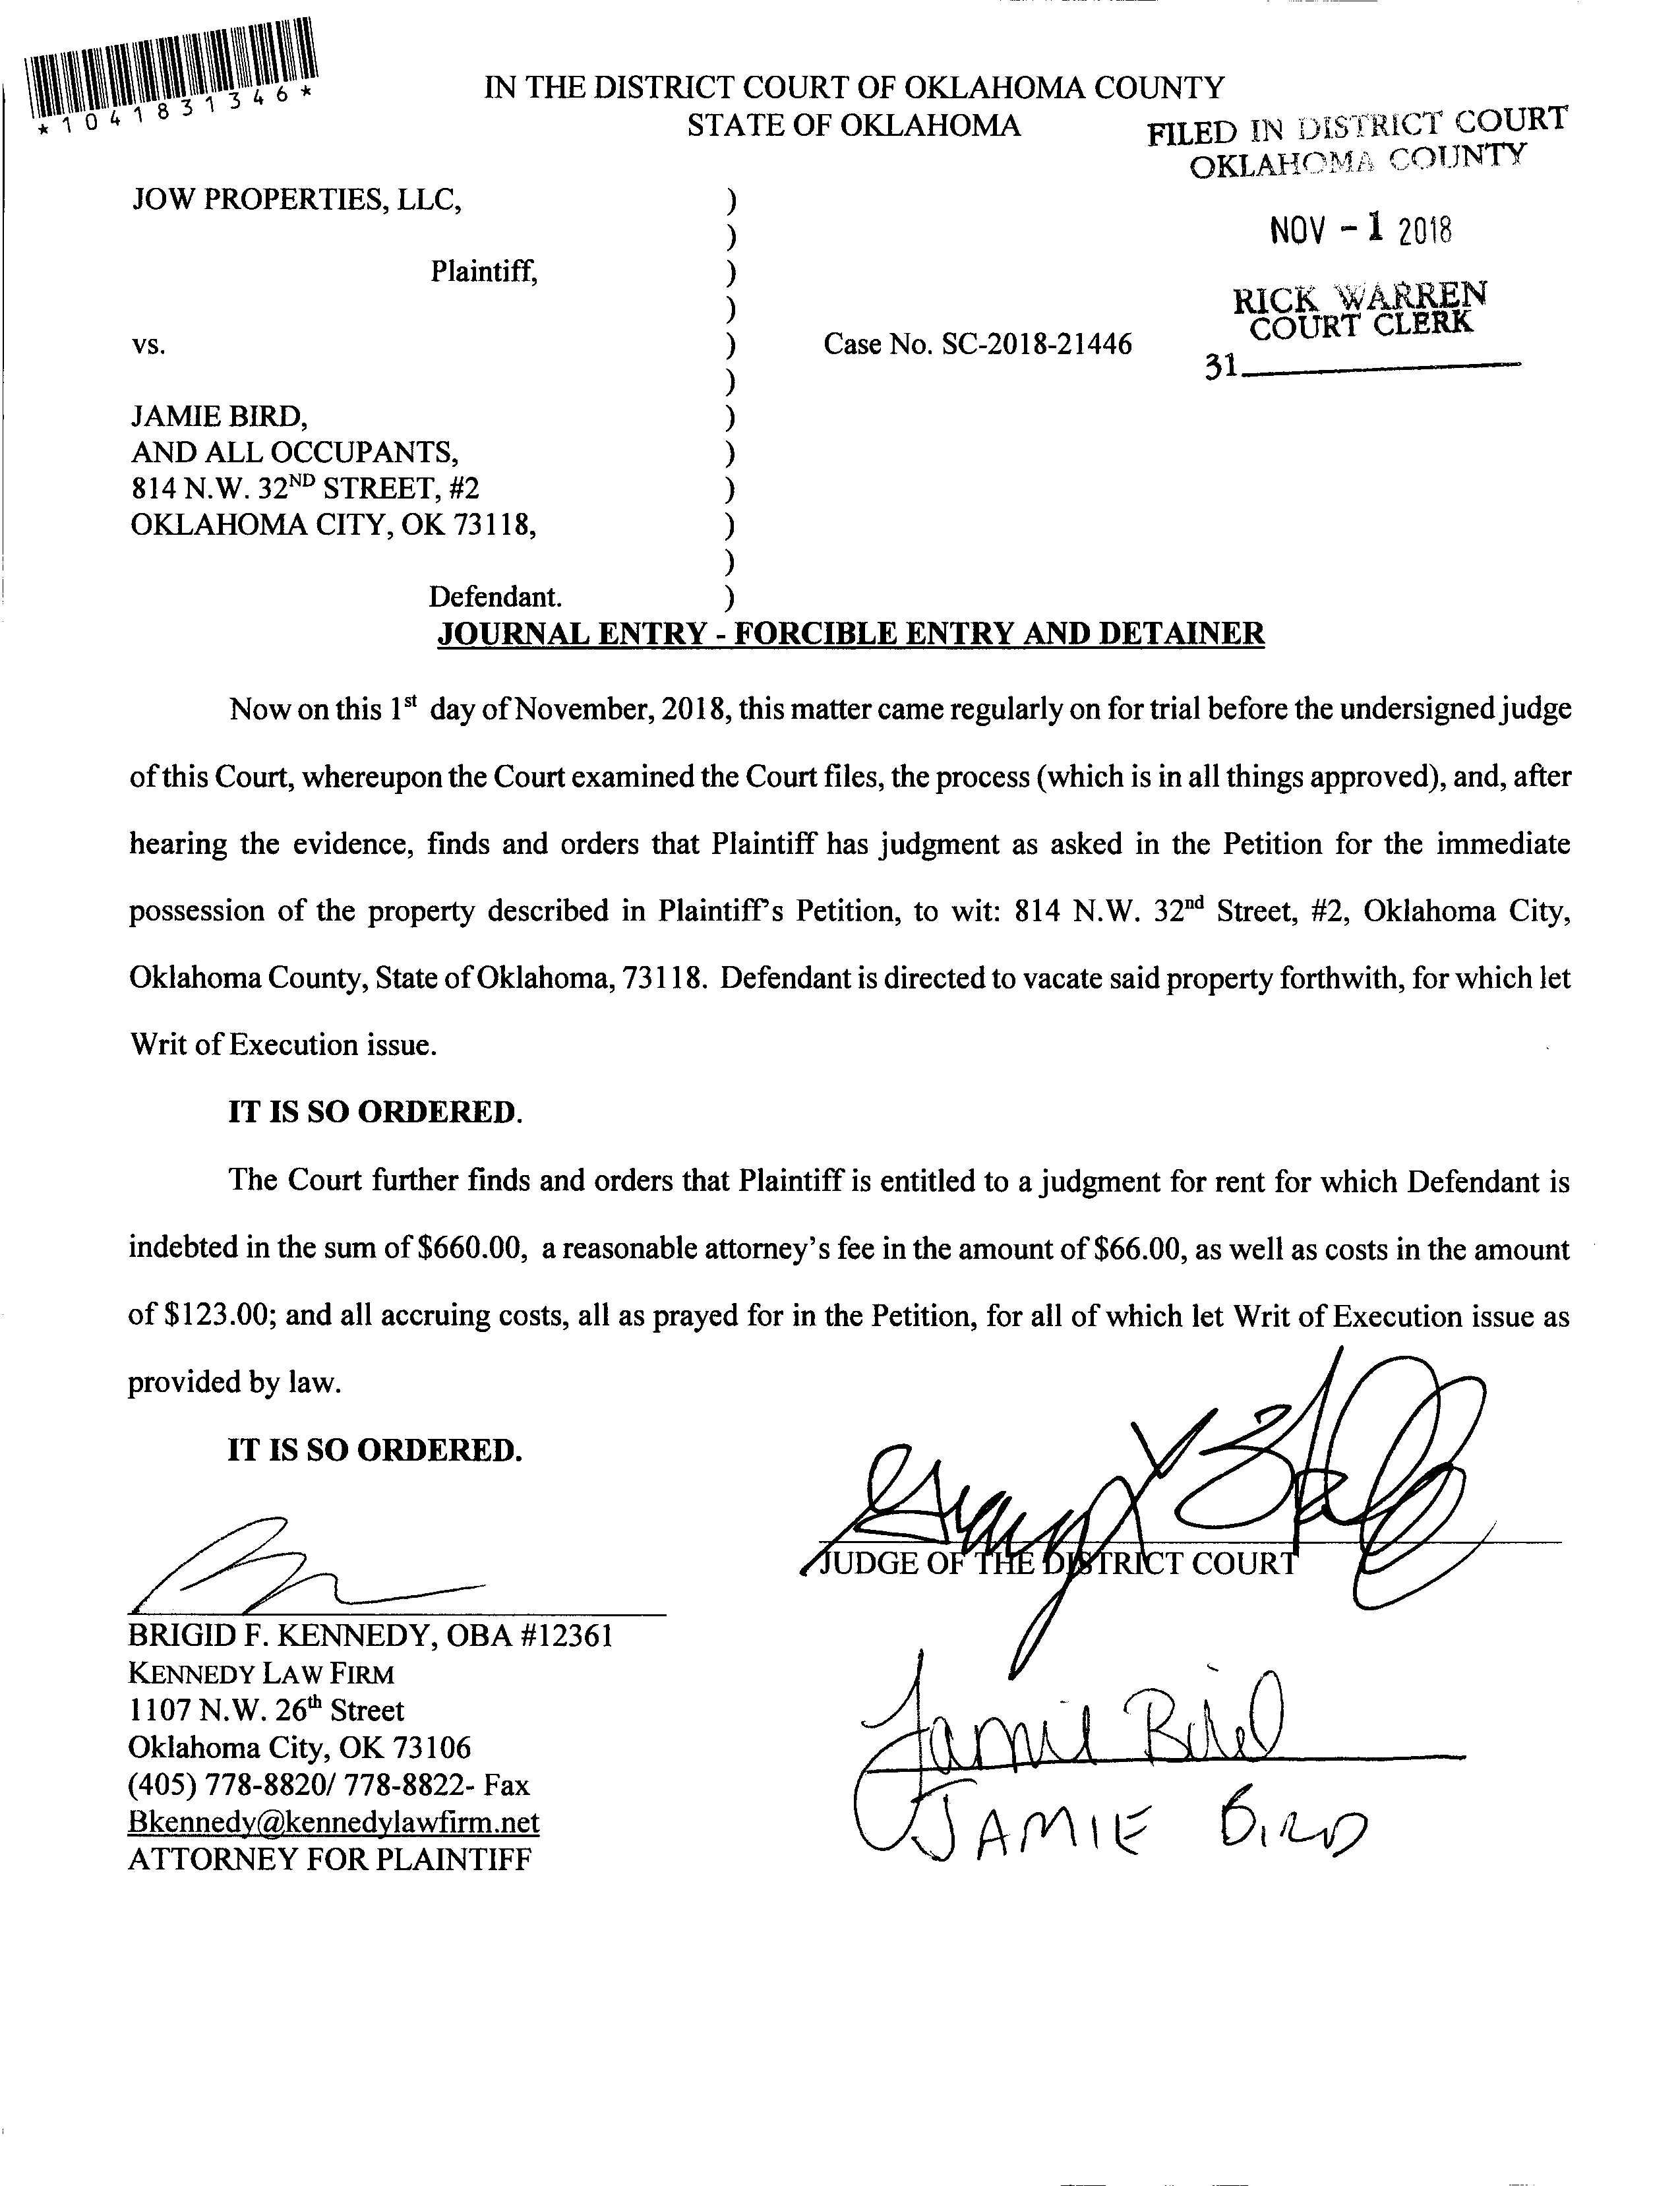 *1041831346*
IN THE DISTRICT COURT OF OKLAHOMA COUNTY
STATE OF OKLAHOMA
FILED IN DISTRICT COURT
OKLAHOMA COUNTY
NOV - 1 2018
RICK WARREN
COURT CLERK
31
JOW PROPERTIES, LLC, )
)
Plaintiff, )
)
vs. ) Case No. SC-2018-21446
)
JAMIE BIRD, )
AND ALL OCCUPANTS, )
814 N.W. 32ND STREET, #2 )
OKLAHOMA CITY, OK 73118, )
)
Defendant. )
JOURNAL ENTRY - FORCIBLE ENTRY AND DETAINER
Now on this 1st day of November, 2018, this matter came regularly on for trial before the undersigned judge
of this Court, whereupon the Court examined the Court files, the process (which is in all things approved), and, after
hearing the evidence, finds and orders that Plaintiff has judgment as asked in the Petition for the immediate
possession of the property described in Plaintiff's Petition, to wit: 814 N.W. 32nd Street, #2, Oklahoma City,
Oklahoma County, State of Oklahoma, 73118. Defendant is directed to vacate said property forthwith, for which let
Writ of Execution issue.
IT IS SO ORDERED.
The Court further finds and orders that Plaintiff is entitled to a judgment for rent for which Defendant is
indebted in the sum of $660.00, a reasonable attorney's fee in the amount of $66.00, as well as costs in the amount
of $123.00; and all accruing costs, all as prayed for in the Petition, for all of which let Writ of Execution issue as
provided by law.
IT IS SO ORDERED.
JUDGE OF THE DISTRICT COURT
BRIGID F. KENNEDY, OBA #12361
KENNEDY LAW FIRM
1107 N.W. 26th Street
Oklahoma City, OK 73106
(405) 778-8820/ 778-8822- Fax
Bkennedy@kennedylawfirm.net
ATTORNEY FOR PLAINTIFF
Jamie Bird
JAMIE BIRD